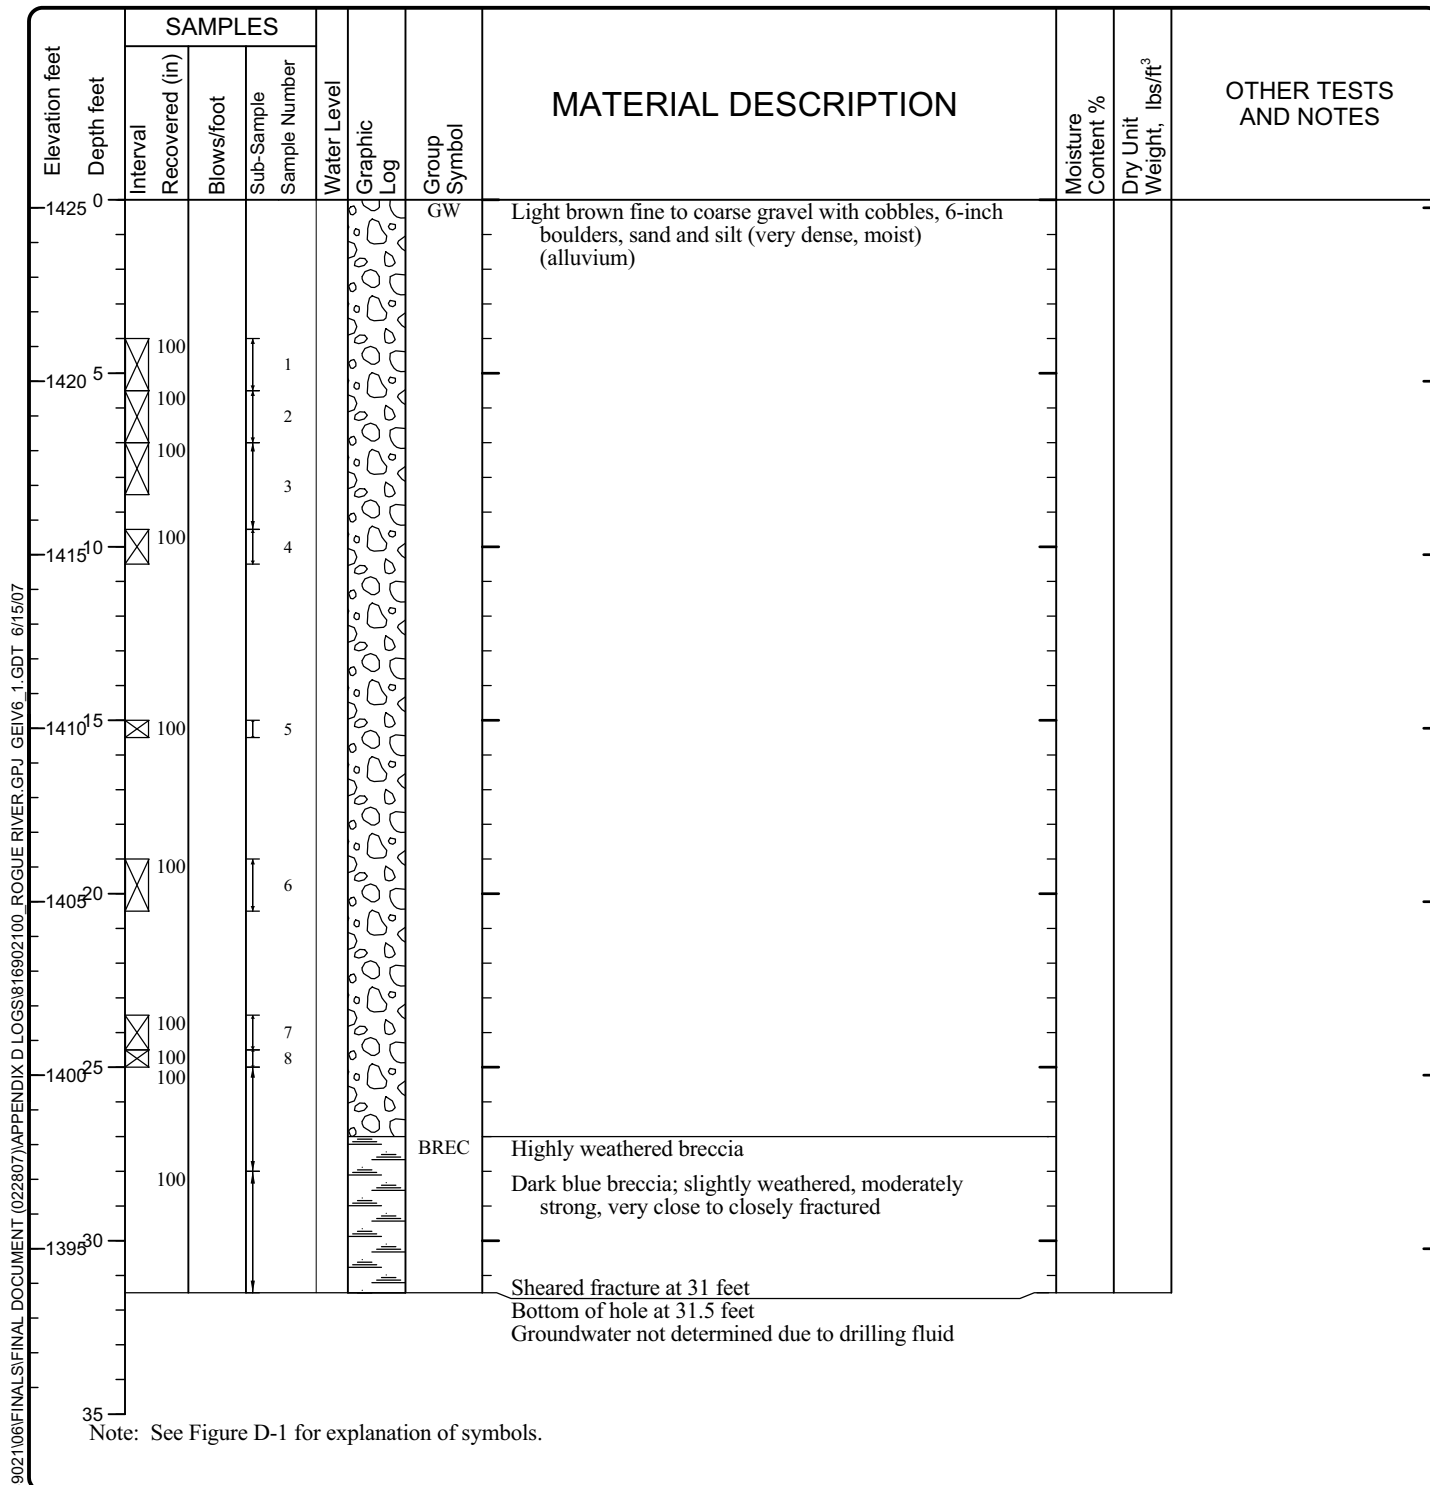 SAMPLES
Elevation feet
Depth feet
Interval
Recovered (in)
Blows/foot
Sub-Sample
Sample Number
Water Level
Graphic
Log
Group
Symbol
MATERIAL DESCRIPTION
Moisture
Content %
Dry Unit
Weight, lbs/ft³
OTHER TESTS
AND NOTES
1425 0
GW
Light brown fine to coarse gravel with cobbles, 6-inch
boulders, sand and silt (very dense, moist)
(alluvium)
100
1
1420 5
100
2
100
3
100
4
1415 10
1410 15
100
5
100
6
1405 20
100
7
100
8
1400 25
100
BREC
Highly weathered breccia
100
Dark blue breccia; slightly weathered, moderately
strong, very close to closely fractured
1395 30
Sheared fracture at 31 feet
Bottom of hole at 31.5 feet
Groundwater not determined due to drilling fluid
35
Note: See Figure D-1 for explanation of symbols.
9021\06\FINALS\FINAL DOCUMENT (022807)\APPENDIX D LOGS\816902100_ROGUE RIVER.GPJ GEIV6_1.GDT 6/15/07